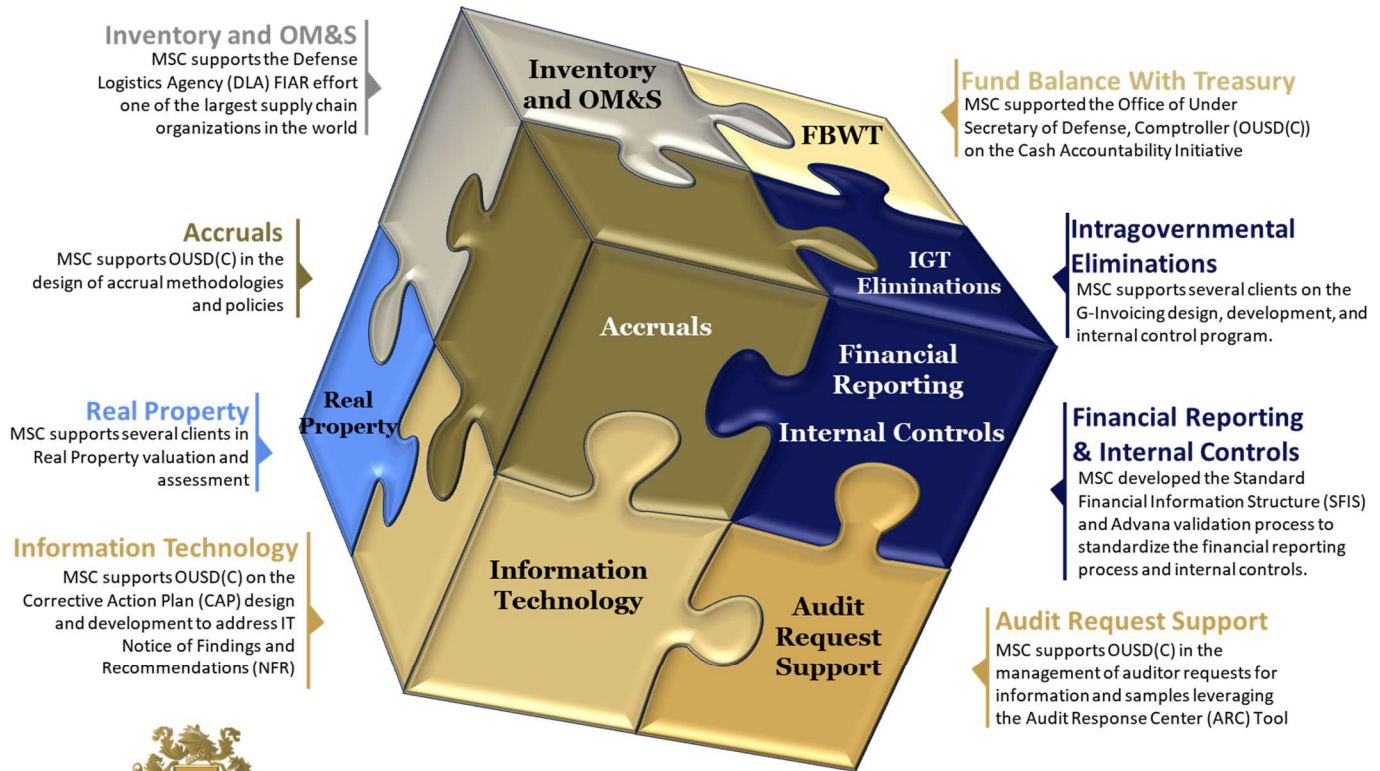 Inventory and OM&S
MSC supports the Defense
Logistics Agency (DLA) FIAR effort
one of the largest supply chain
organizations in the world
Accruals
MSC supports OUSD(C) in the
design of accrual methodologies
and policies
Real Property
MSC supports several clients in
Real Property valuation and
assessment
Information Technology
MSC supports OUSD(C) on the
Corrective Action Plan (CAP) design
and development to address IT
Notice of Findings and
Recommendations (NFR)
Inventory
and OM&S
FBWT
IGT
Eliminations
Accruals
Financial
Reporting
Internal Controls
Real
Property
Information
Technology
Audit
Request
Support
Fund Balance With Treasury
MSC supported the Office of Under
Secretary of Defense, Comptroller (OUSD(C))
on the Cash Accountability Initiative
Intragovernmental
Eliminations
MSC supports several clients on the
G-Invoicing design, development, and
internal control program.
Financial Reporting
& Internal Controls
MSC developed the Standard
Financial Information Structure (SFIS)
and Advana validation process to
standardize the financial reporting
process and internal controls.
Audit Request Support
MSC supports OUSD(C) in the
management of auditor requests for
information and samples leveraging
the Audit Response Center (ARC) Tool